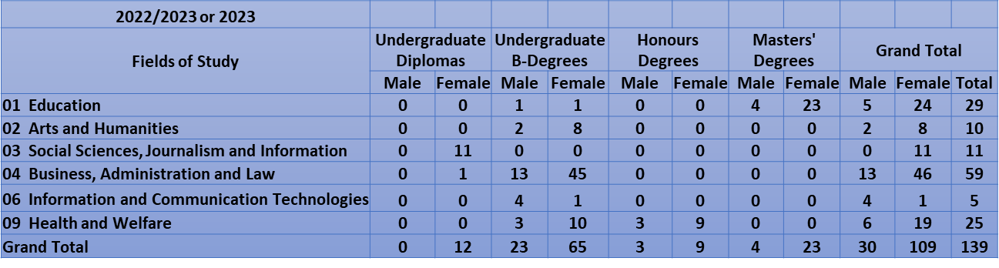 2022/2023 or 2023
Fields of Study Undergraduate Diplomas Undergraduate B-Degrees Honours Degrees Masters' Degrees Grand Total
Male Female Male Female Male Female Male Female Male Female Total
01 Education 0 0 1 1 0 0 4 23 5 24 29
02 Arts and Humanities 0 0 2 8 0 0 0 0 2 8 10
03 Social Sciences, Journalism and Information 0 11 0 0 0 0 0 0 0 11 11
04 Business, Administration and Law 0 1 13 45 0 0 0 0 13 46 59
06 Information and Communication Technologies 0 0 4 1 0 0 0 0 4 1 5
09 Health and Welfare 0 0 3 10 3 9 0 0 6 19 25
Grand Total 0 12 23 65 3 9 4 23 30 109 139